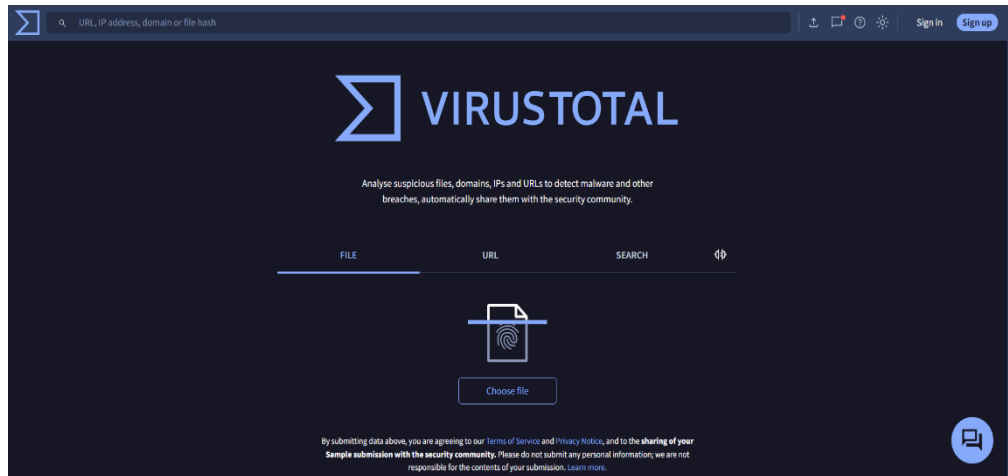 URL, IP address, domain or file hash
Sign in
Sign up
VIRUSTOTAL
Analyse suspicious files, domains, IPs and URLs to detect malware and other
breaches, automatically share them with the security community.
FILE
URL
SEARCH
Choose file
By submitting data above, you are agreeing to our Terms of Service and Privacy Notice, and to the sharing of your
Sample submission with the security community. Please do not submit any personal information; we are not
responsible for the contents of your submission. Learn more.